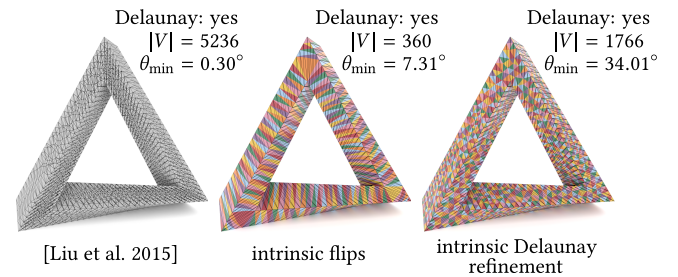 Delaunay: yes
|V| = 5236
θmin = 0.30°
Delaunay: yes
|V| = 360
θmin = 7.31°
Delaunay: yes
|V| = 1766
θmin = 34.01°
[Liu et al. 2015]
intrinsic flips
intrinsic Delaunay
refinement